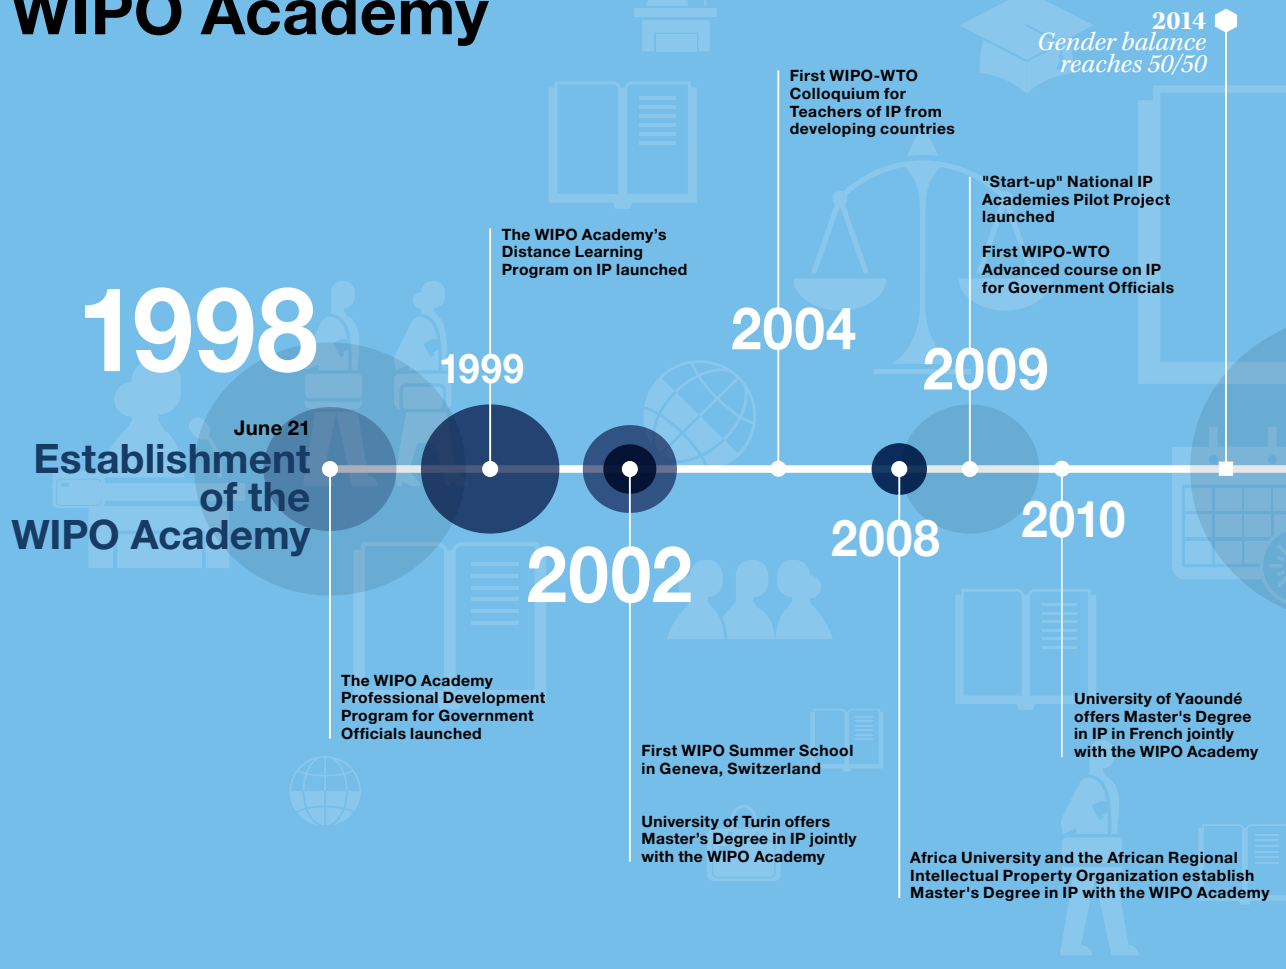 WIPO Academy
2014
Gender balance
reaches 50/50
First WIPO-WTO
Colloquium for
Teachers of IP from
developing countries
"Start-up" National IP
Academies Pilot Project
launched
First WIPO-WTO
Advanced course on IP
for Government Officials
The WIPO Academy’s
Distance Learning
Program on IP launched
1998
1999
2004
2009
June 21
Establishment
of the
WIPO Academy
2002
2008
2010
The WIPO Academy
Professional Development
Program for Government
Officials launched
First WIPO Summer School
in Geneva, Switzerland
University of Turin offers
Master’s Degree in IP jointly
with the WIPO Academy
University of Yaoundé
offers Master's Degree
in IP in French jointly
with the WIPO Academy
Africa University and the African Regional
Intellectual Property Organization establish
Master's Degree in IP with the WIPO Academy